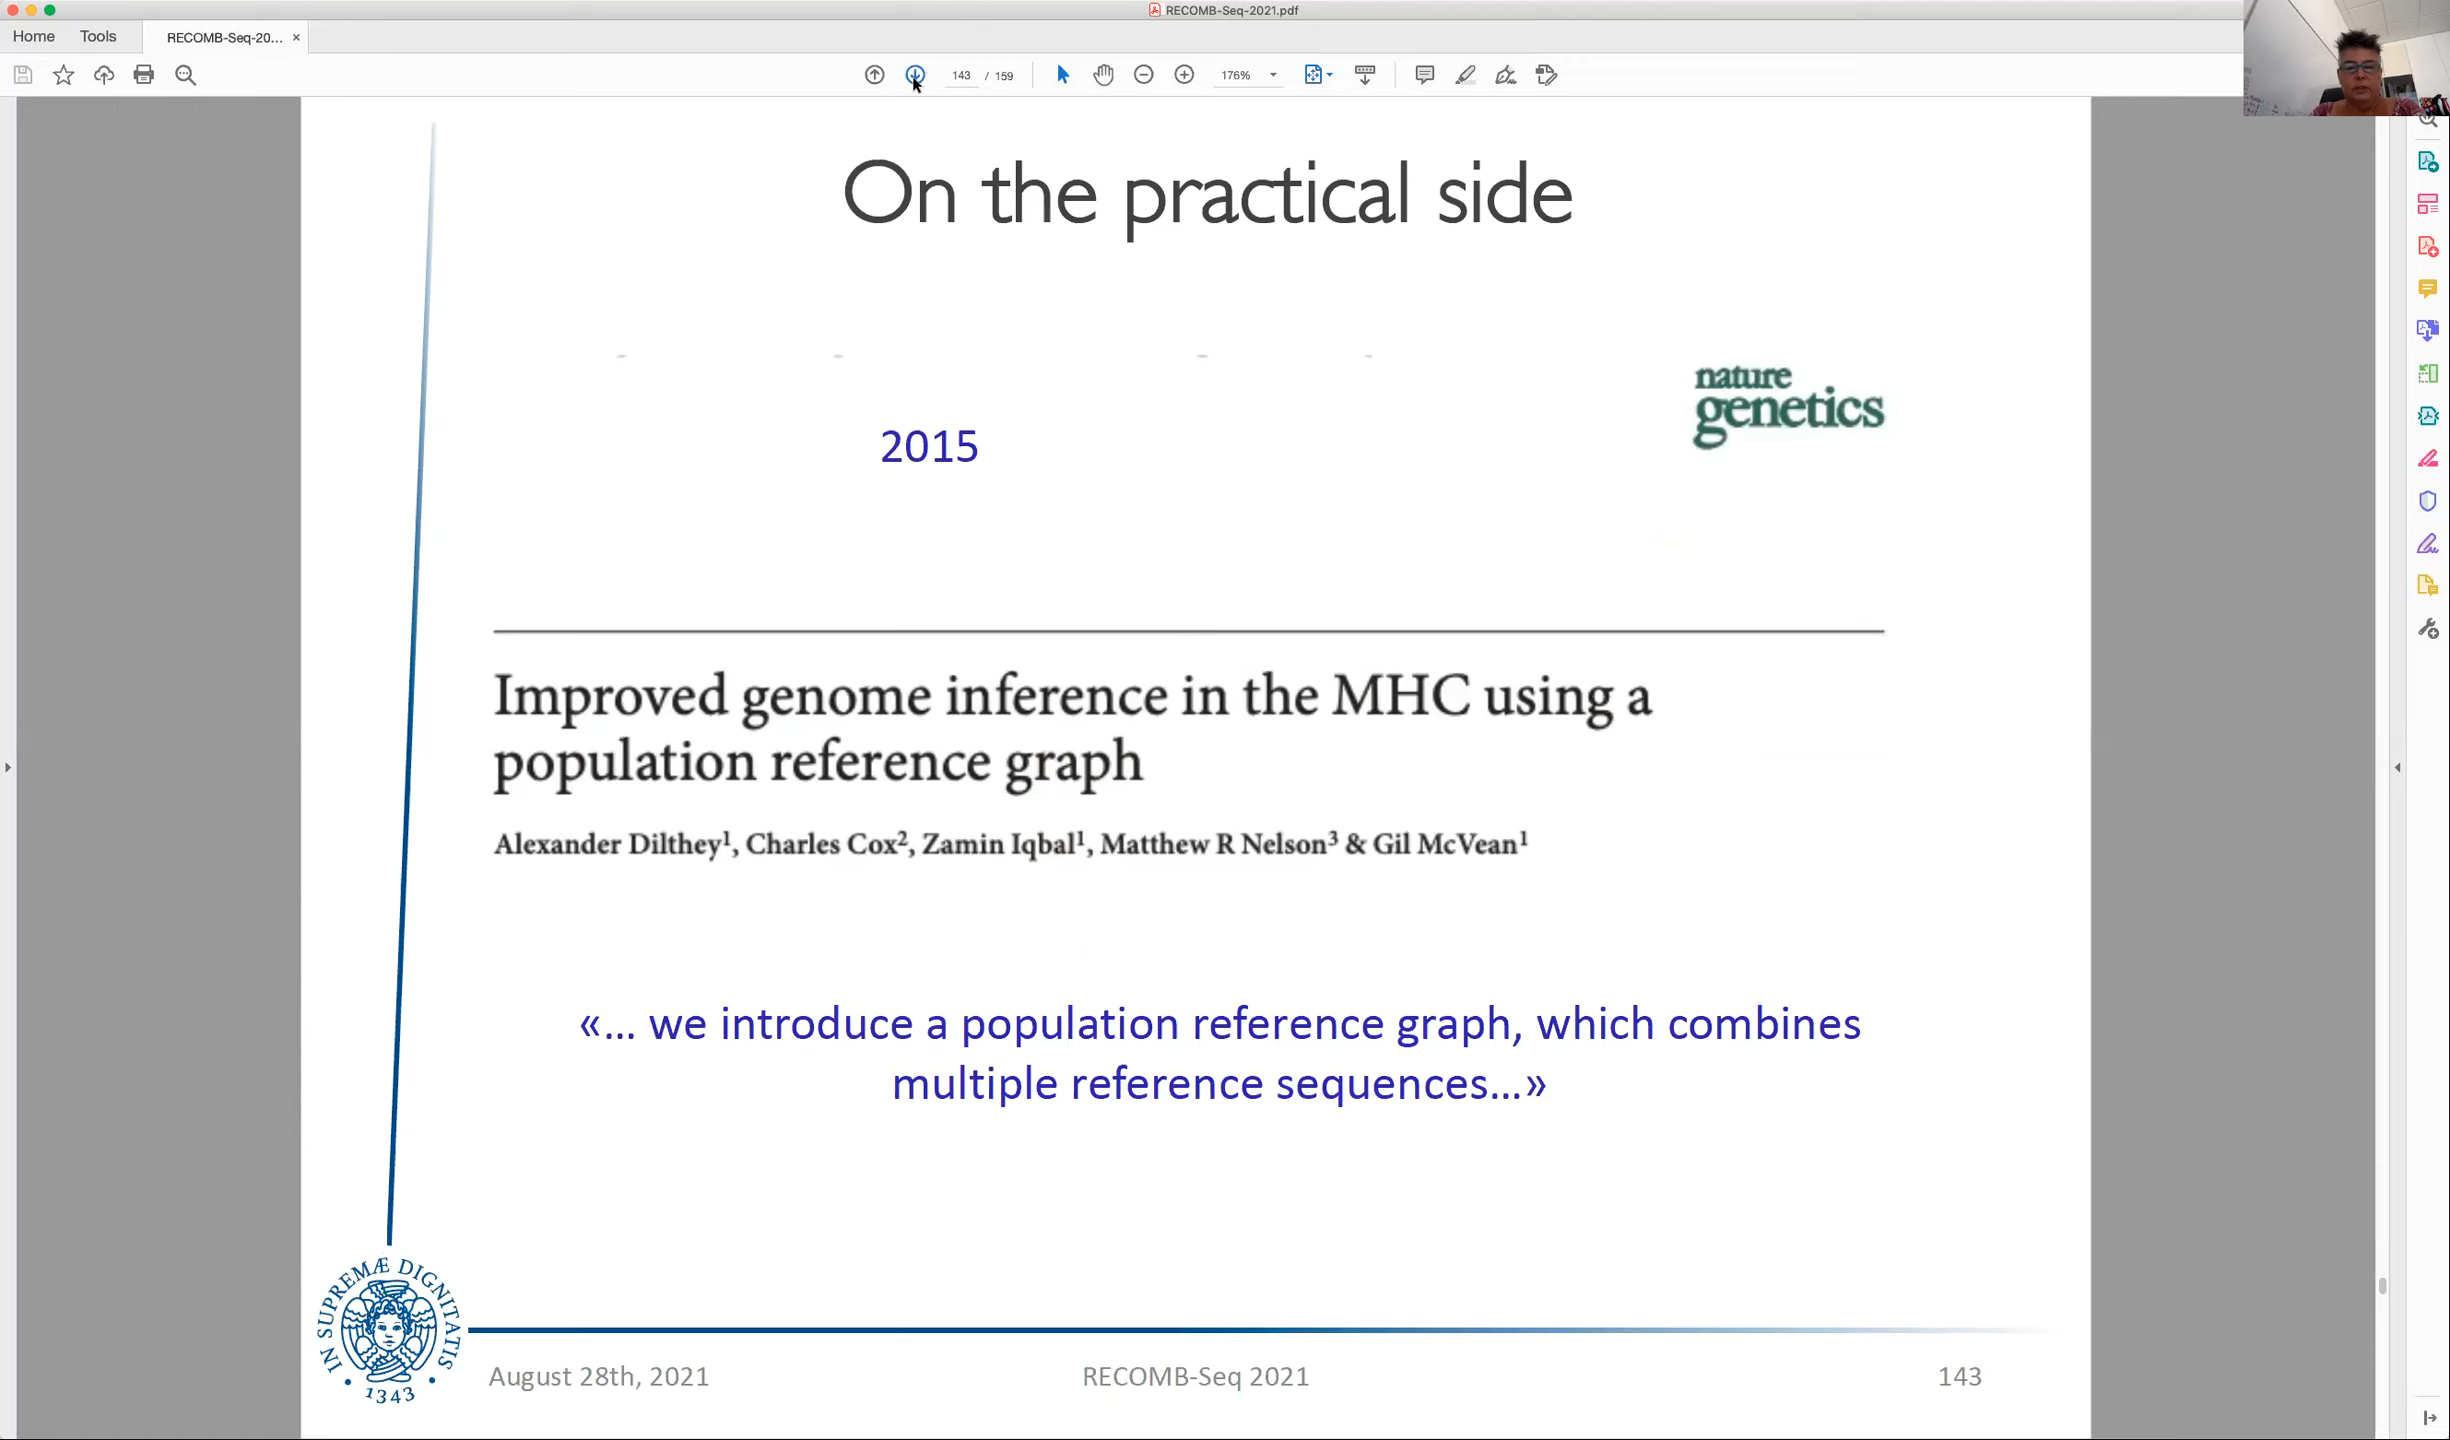 RECOMB-Seq-2021.pdf
Home Tools RECOMB-Seq-20... ×
143 / 159 176%
On the practical side
nature
genetics
2015
Improved genome inference in the MHC using a
population reference graph
Alexander Dilthey¹, Charles Cox², Zamin Iqbal¹, Matthew R Nelson³ & Gil McVean¹
«... we introduce a population reference graph, which combines
multiple reference sequences...»
IN SUPREMÆ DIGNITATIS
· 1343 ·
August 28th, 2021 RECOMB-Seq 2021 143